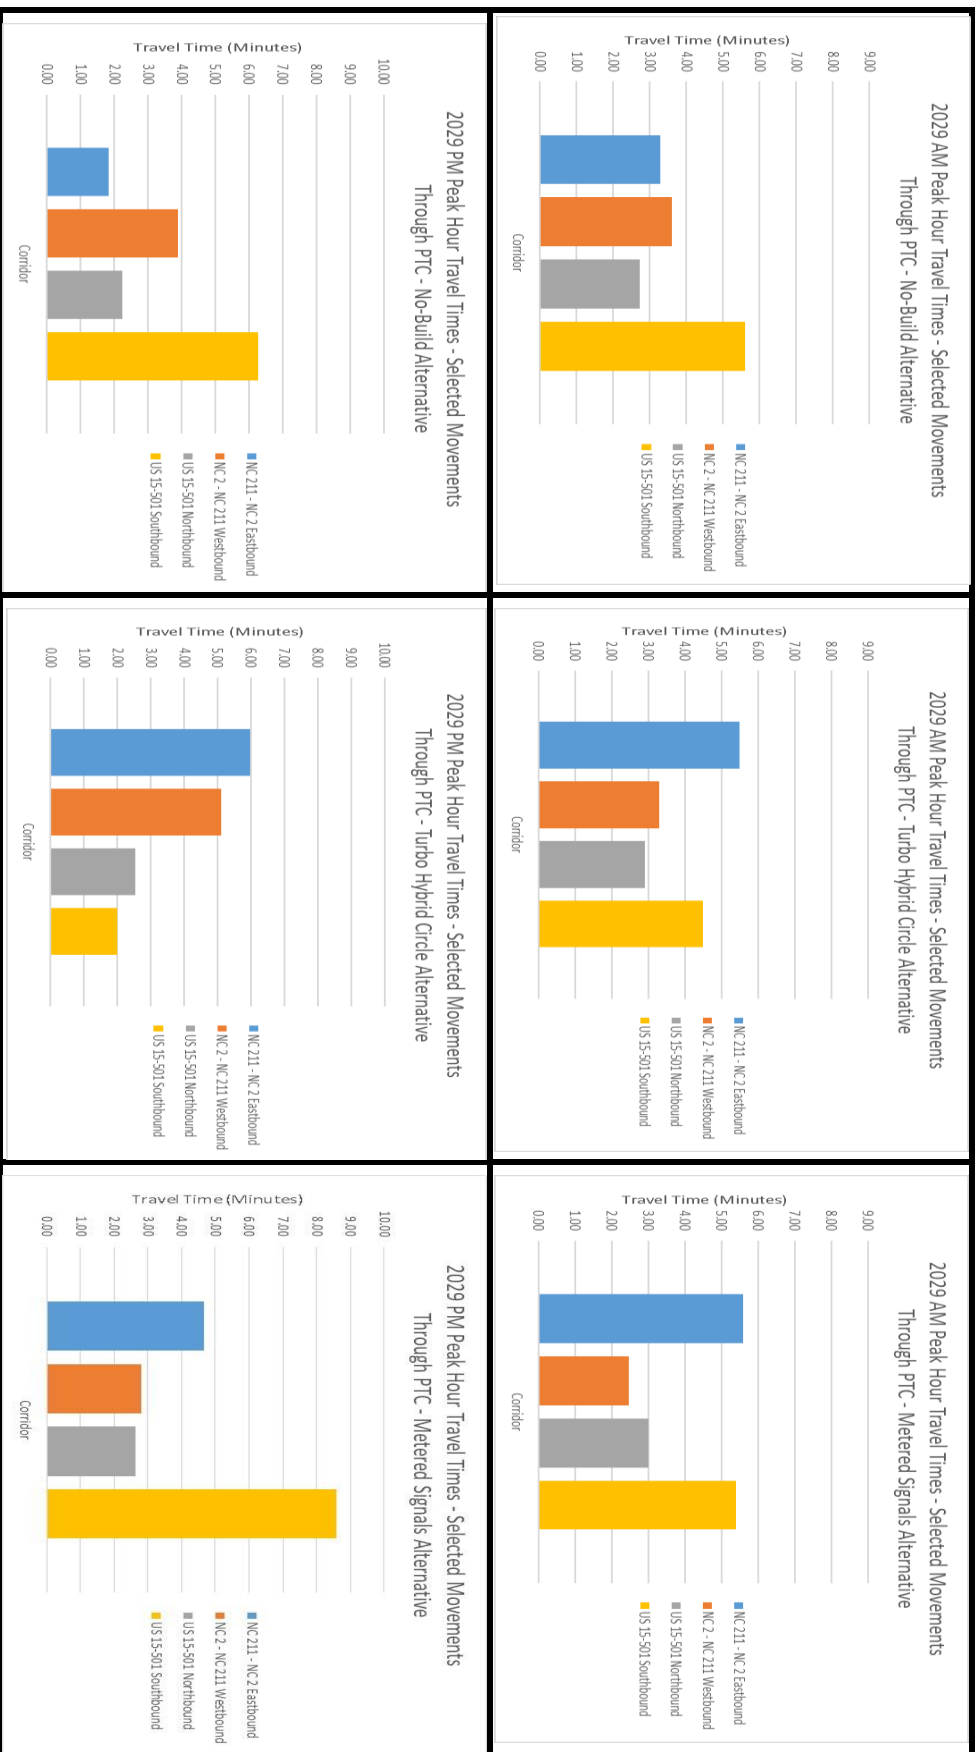 2029 AM Peak Hour Travel Times - Selected Movements
Through PTC - No-Build Alternative
9.00
8.00
7.00
6.00
5.00
4.00
3.00
2.00
1.00
0.00
Travel Time (Minutes)
Corridor
NC 211 - NC 2 Eastbound
NC 2 - NC 211 Westbound
US 15-501 Northbound
US 15-501 Southbound
2029 AM Peak Hour Travel Times - Selected Movements
Through PTC - Turbo Hybrid Circle Alternative
9.00
8.00
7.00
6.00
5.00
4.00
3.00
2.00
1.00
0.00
Travel Time (Minutes)
Corridor
NC 211 - NC 2 Eastbound
NC 2 - NC 211 Westbound
US 15-501 Northbound
US 15-501 Southbound
2029 AM Peak Hour Travel Times - Selected Movements
Through PTC - Metered Signals Alternative
9.00
8.00
7.00
6.00
5.00
4.00
3.00
2.00
1.00
0.00
Travel Time (Minutes)
Corridor
NC 211 - NC 2 Eastbound
NC 2 - NC 211 Westbound
US 15-501 Northbound
US 15-501 Southbound
2029 PM Peak Hour Travel Times - Selected Movements
Through PTC - No-Build Alternative
10.00
9.00
8.00
7.00
6.00
5.00
4.00
3.00
2.00
1.00
0.00
Travel Time (Minutes)
Corridor
NC 211 - NC 2 Eastbound
NC 2 - NC 211 Westbound
US 15-501 Northbound
US 15-501 Southbound
2029 PM Peak Hour Travel Times - Selected Movements
Through PTC - Turbo Hybrid Circle Alternative
10.00
9.00
8.00
7.00
6.00
5.00
4.00
3.00
2.00
1.00
0.00
Travel Time (Minutes)
Corridor
NC 211 - NC 2 Eastbound
NC 2 - NC 211 Westbound
US 15-501 Northbound
US 15-501 Southbound
2029 PM Peak Hour Travel Times - Selected Movements
Through PTC - Metered Signals Alternative
10.00
9.00
8.00
7.00
6.00
5.00
4.00
3.00
2.00
1.00
0.00
Travel Time (Minutes)
Corridor
NC 211 - NC 2 Eastbound
NC 2 - NC 211 Westbound
US 15-501 Northbound
US 15-501 Southbound